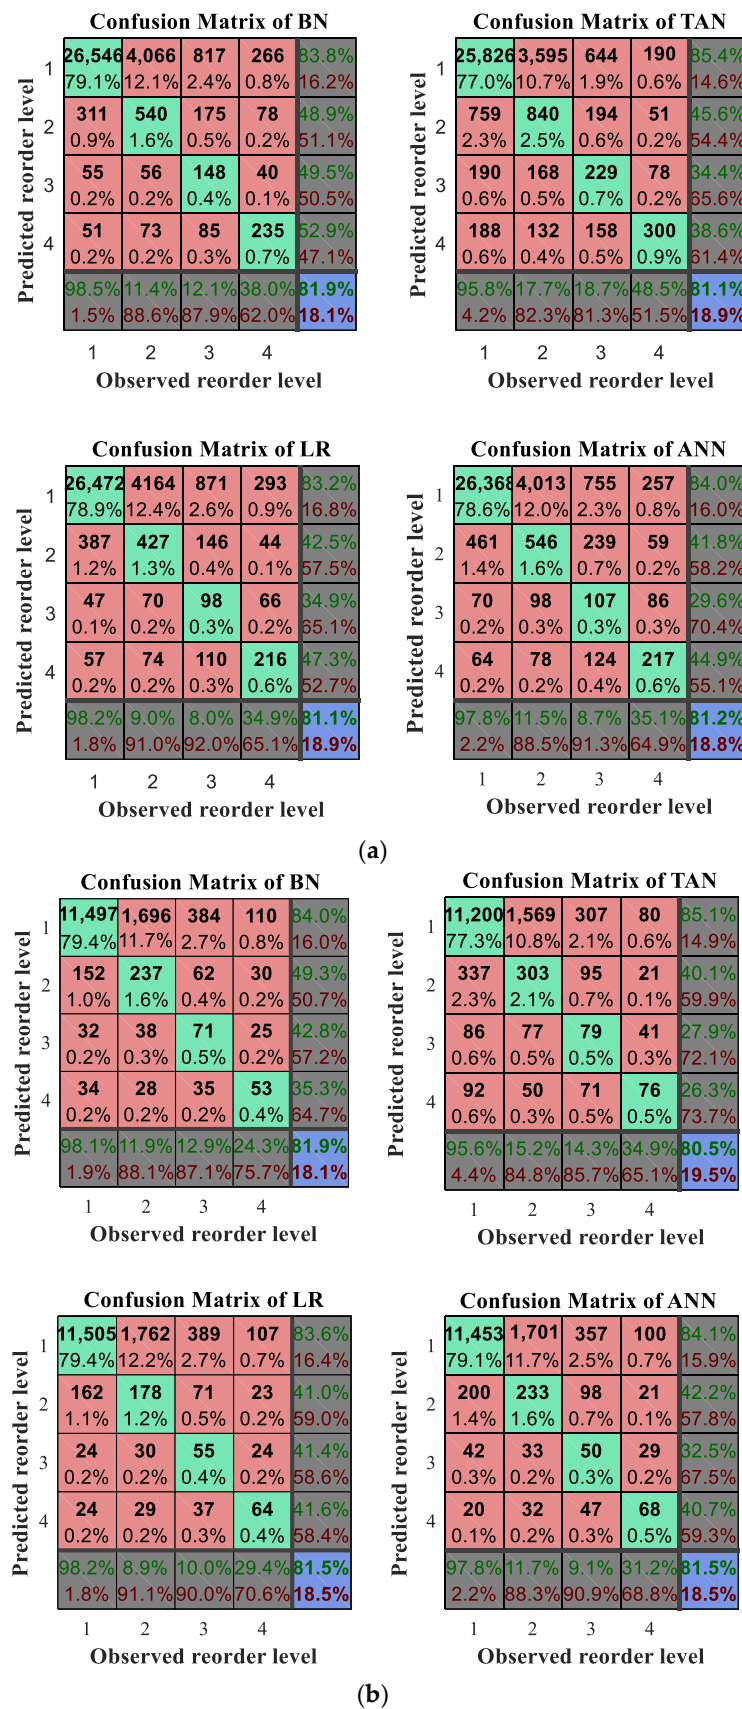 Confusion Matrix of BN
Predicted reorder level
1
26,546 4,066 817 266 83.8%
79.1% 12.1% 2.4% 0.8% 16.2%
2
311 540 175 78 48.9%
0.9% 1.6% 0.5% 0.2% 51.1%
3
55 56 148 40 49.5%
0.2% 0.2% 0.4% 0.1% 50.5%
4
51 73 85 235 52.9%
0.2% 0.2% 0.3% 0.7% 47.1%
98.5% 11.4% 12.1% 38.0% 81.9%
1.5% 88.6% 87.9% 62.0% 18.1%
1 2 3 4
Observed reorder level
Confusion Matrix of TAN
Predicted reorder level
1
25,826 3,595 644 190 85.4%
77.0% 10.7% 1.9% 0.6% 14.6%
2
759 840 194 51 45.6%
2.3% 2.5% 0.6% 0.2% 54.4%
3
190 168 229 78 34.4%
0.6% 0.5% 0.7% 0.2% 65.6%
4
188 132 158 300 38.6%
0.6% 0.4% 0.5% 0.9% 61.4%
95.8% 17.7% 18.7% 48.5% 81.1%
4.2% 82.3% 81.3% 51.5% 18.9%
1 2 3 4
Observed reorder level
Confusion Matrix of LR
Predicted reorder level
1
26,472 4164 871 293 83.2%
78.9% 12.4% 2.6% 0.9% 16.8%
2
387 427 146 44 42.5%
1.2% 1.3% 0.4% 0.1% 57.5%
3
47 70 98 66 34.9%
0.1% 0.2% 0.3% 0.2% 65.1%
4
57 74 110 216 47.3%
0.2% 0.2% 0.3% 0.6% 52.7%
98.2% 9.0% 8.0% 34.9% 81.1%
1.8% 91.0% 92.0% 65.1% 18.9%
1 2 3 4
Observed reorder level
Confusion Matrix of ANN
Predicted reorder level
1
26,368 4,013 755 257 84.0%
78.6% 12.0% 2.3% 0.8% 16.0%
2
461 546 239 59 41.8%
1.4% 1.6% 0.7% 0.2% 58.2%
3
70 98 107 86 29.6%
0.2% 0.3% 0.3% 0.3% 70.4%
4
64 78 124 217 44.9%
0.2% 0.2% 0.4% 0.6% 55.1%
97.8% 11.5% 8.7% 35.1% 81.2%
2.2% 88.5% 91.3% 64.9% 18.8%
1 2 3 4
Observed reorder level
(a)
Confusion Matrix of BN
Predicted reorder level
1
11,497 1,696 384 110 84.0%
79.4% 11.7% 2.7% 0.8% 16.0%
2
152 237 62 30 49.3%
1.0% 1.6% 0.4% 0.2% 50.7%
3
32 38 71 25 42.8%
0.2% 0.3% 0.5% 0.2% 57.2%
4
34 28 35 53 35.3%
0.2% 0.2% 0.2% 0.4% 64.7%
98.1% 11.9% 12.9% 24.3% 81.9%
1.9% 88.1% 87.1% 75.7% 18.1%
1 2 3 4
Observed reorder level
Confusion Matrix of TAN
Predicted reorder level
1
11,200 1,569 307 80 85.1%
77.3% 10.8% 2.1% 0.6% 14.9%
2
337 303 95 21 40.1%
2.3% 2.1% 0.7% 0.1% 59.9%
3
86 77 79 41 27.9%
0.6% 0.5% 0.5% 0.3% 72.1%
4
92 50 71 76 26.3%
0.6% 0.3% 0.5% 0.5% 73.7%
95.6% 15.2% 14.3% 34.9% 80.5%
4.4% 84.8% 85.7% 65.1% 19.5%
1 2 3 4
Observed reorder level
Confusion Matrix of LR
Predicted reorder level
1
11,505 1,762 389 107 83.6%
79.4% 12.2% 2.7% 0.7% 16.4%
2
162 178 71 23 41.0%
1.1% 1.2% 0.5% 0.2% 59.0%
3
24 30 55 24 41.4%
0.2% 0.2% 0.4% 0.2% 58.6%
4
24 29 37 64 41.6%
0.2% 0.2% 0.3% 0.4% 58.4%
98.2% 8.9% 10.0% 29.4% 81.5%
1.8% 91.1% 90.0% 70.6% 18.5%
1 2 3 4
Observed reorder level
Confusion Matrix of ANN
Predicted reorder level
1
11,453 1,701 357 100 84.1%
79.1% 11.7% 2.5% 0.7% 15.9%
2
200 233 98 21 42.2%
1.4% 1.6% 0.7% 0.1% 57.8%
3
42 33 50 29 32.5%
0.3% 0.2% 0.3% 0.2% 67.5%
4
20 32 47 68 40.7%
0.1% 0.2% 0.3% 0.5% 59.3%
97.8% 11.7% 9.1% 31.2% 81.5%
2.2% 88.3% 90.9% 68.8% 18.5%
1 2 3 4
Observed reorder level
(b)